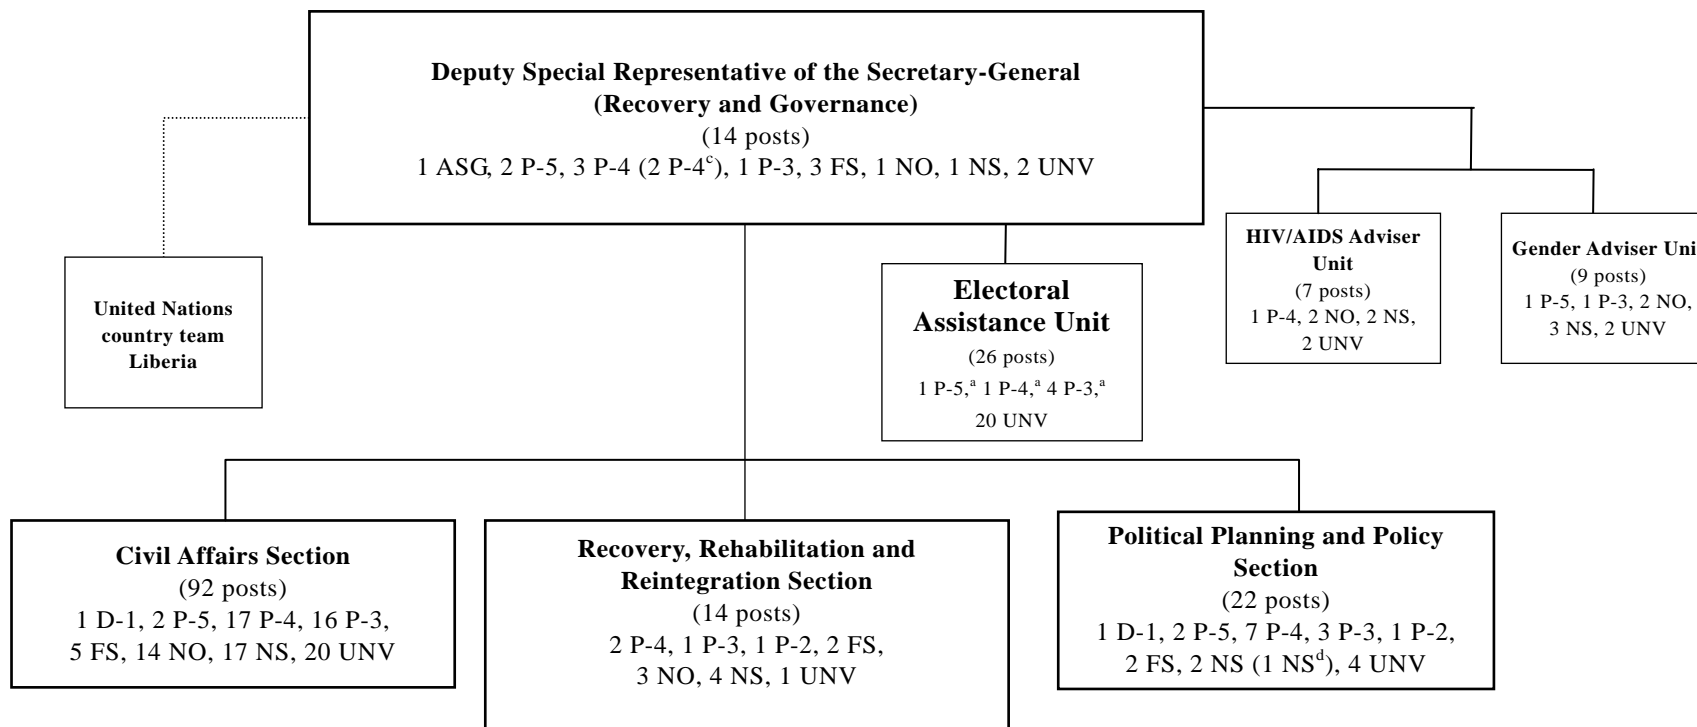 Deputy Special Representative of the Secretary-General
(Recovery and Governance)
(14 posts)
1 ASG, 2 P-5, 3 P-4 (2 P-4ᶜ), 1 P-3, 3 FS, 1 NO, 1 NS, 2 UNV
United Nations
country team
Liberia
Electoral
Assistance Unit
(26 posts)
1 P-5,ᵃ 1 P-4,ᵃ 4 P-3,ᵃ
20 UNV
HIV/AIDS Adviser
Unit
(7 posts)
1 P-4, 2 NO, 2 NS,
2 UNV
Gender Adviser Uni
(9 posts)
1 P-5, 1 P-3, 2 NO,
3 NS, 2 UNV
Civil Affairs Section
(92 posts)
1 D-1, 2 P-5, 17 P-4, 16 P-3,
5 FS, 14 NO, 17 NS, 20 UNV
Recovery, Rehabilitation and
Reintegration Section
(14 posts)
2 P-4, 1 P-3, 1 P-2, 2 FS,
3 NO, 4 NS, 1 UNV
Political Planning and Policy
Section
(22 posts)
1 D-1, 2 P-5, 7 P-4, 3 P-3, 1 P-2,
2 FS, 2 NS (1 NSᵈ), 4 UNV